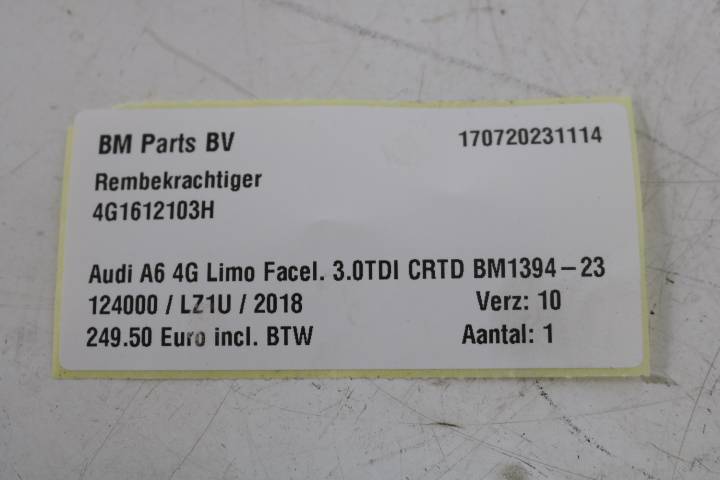 BM Parts BV 170720231114
Rembekrachtiger
4G1612103H
Audi A6 4G Limo Facel. 3.0TDI CRTD BM1394-23
124000 / LZ1U / 2018 Verz: 10
249.50 Euro incl. BTW Aantal: 1